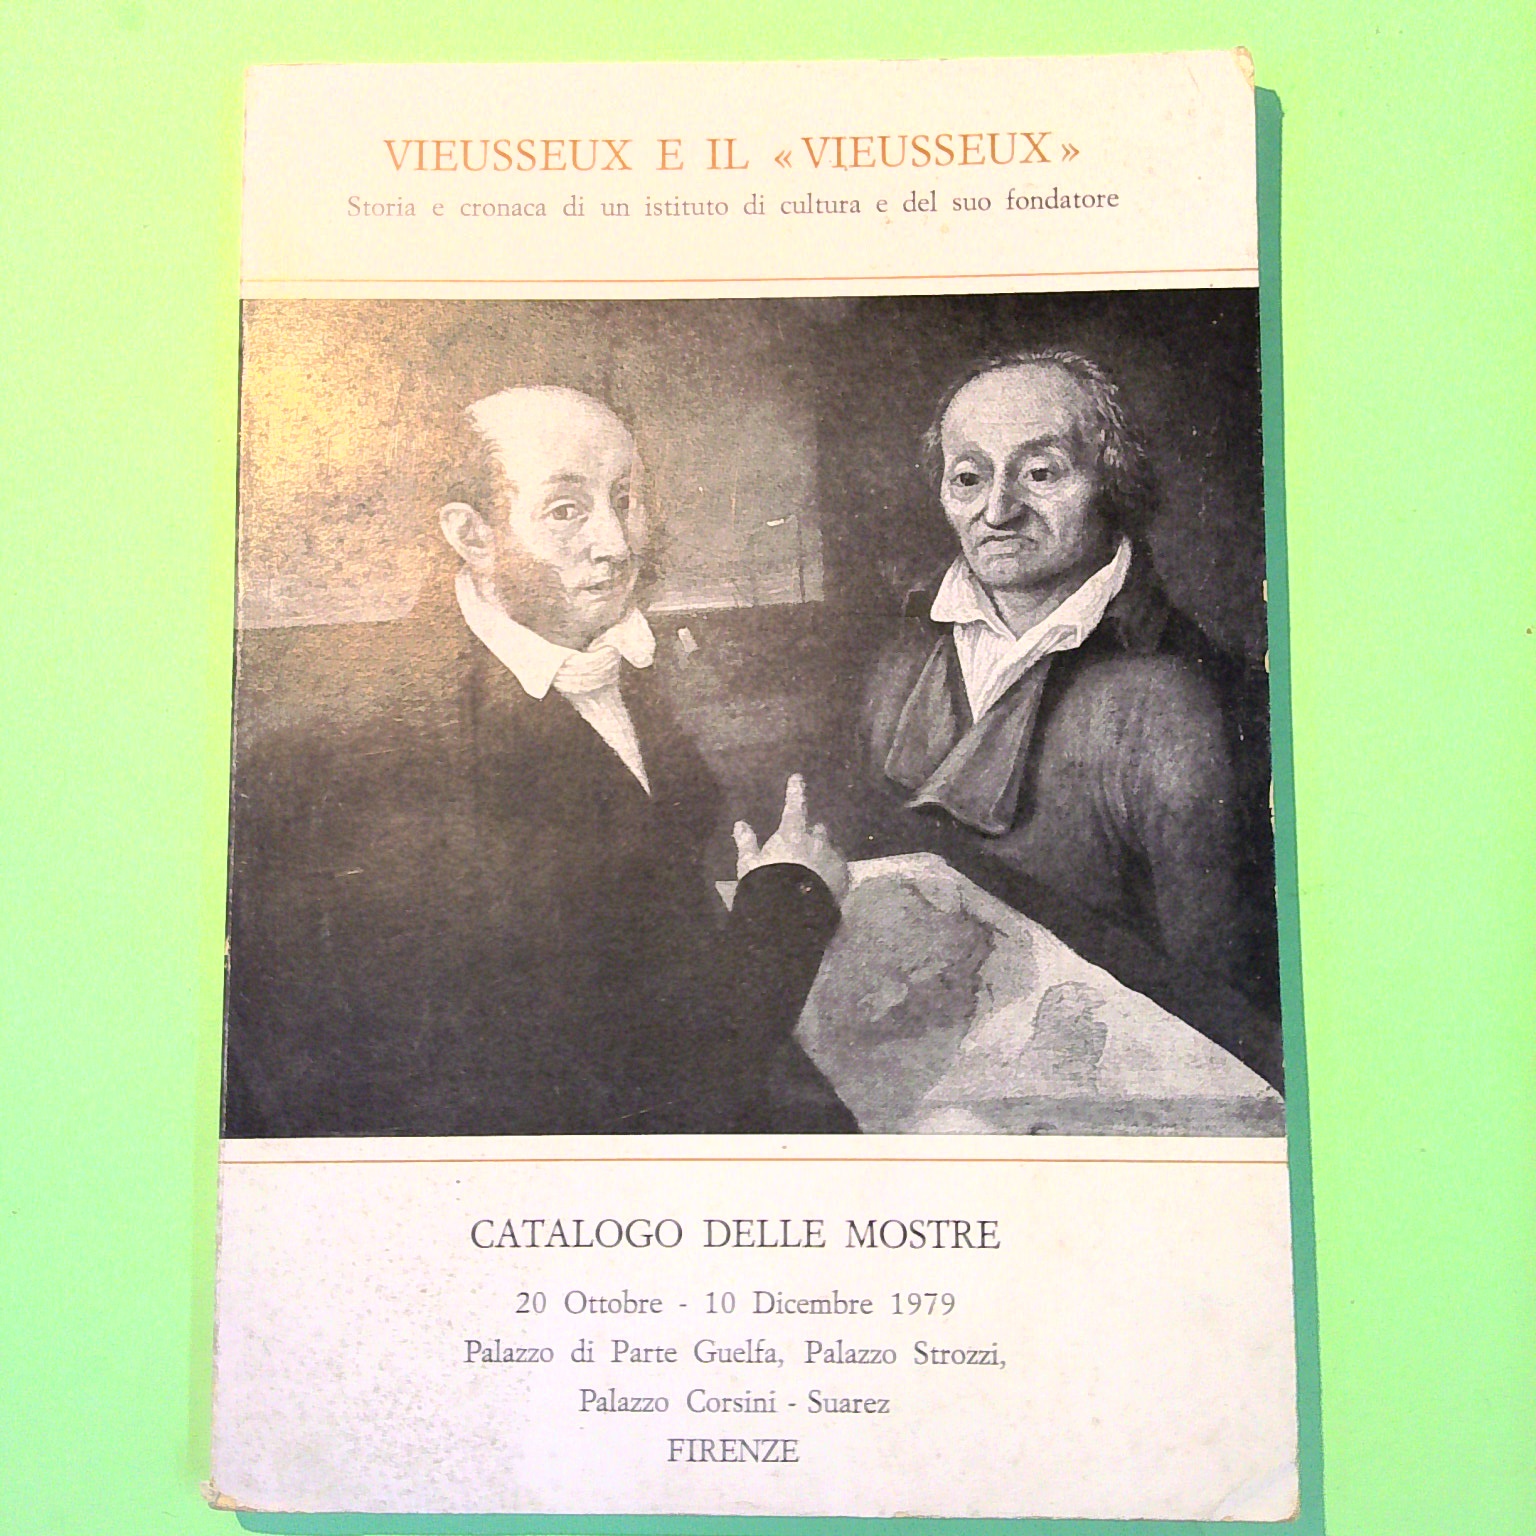 VIEUSSEUX E IL «VIEUSSEUX»
Storia e cronaca di un istituto di cultura e del suo fondatore
CATALOGO DELLE MOSTRE
20 Ottobre - 10 Dicembre 1979
Palazzo di Parte Guelfa, Palazzo Strozzi,
Palazzo Corsini - Suarez
FIRENZE